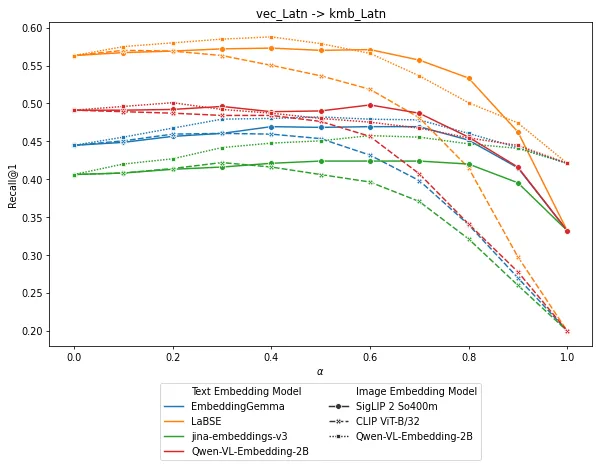 vec_Latn -> kmb_Latn
Recall@1
0.60
0.55
0.50
0.45
0.40
0.35
0.30
0.25
0.20
0.0 0.2 0.4 0.6 0.8 1.0
α
Text Embedding Model
EmbeddingGemma
LaBSE
jina-embeddings-v3
Qwen-VL-Embedding-2B
Image Embedding Model
SigLIP 2 So400m
CLIP ViT-B/32
Qwen-VL-Embedding-2B